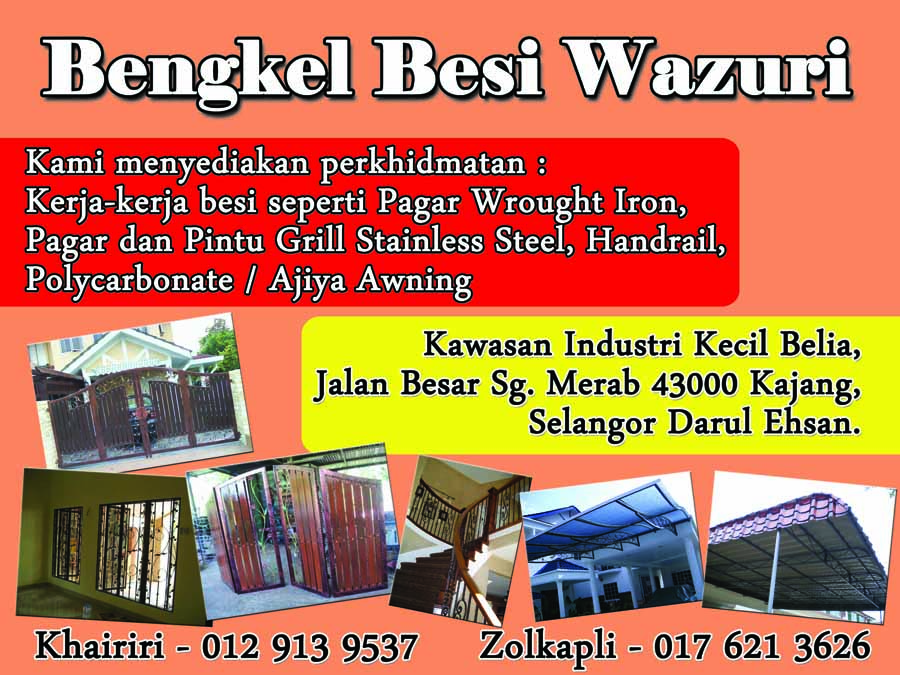 Bengkel Besi Wazuri
Kami menyediakan perkhidmatan :
Kerja-kerja besi seperti Pagar Wrought Iron,
Pagar dan Pintu Grill Stainless Steel, Handrail,
Polycarbonate / Ajiya Awning
Kawasan Industri Kecil Belia,
Jalan Besar Sg. Merab 43000 Kajang,
Selangor Darul Ehsan.
Khairiri - 012 913 9537
Zolkapli - 017 621 3626